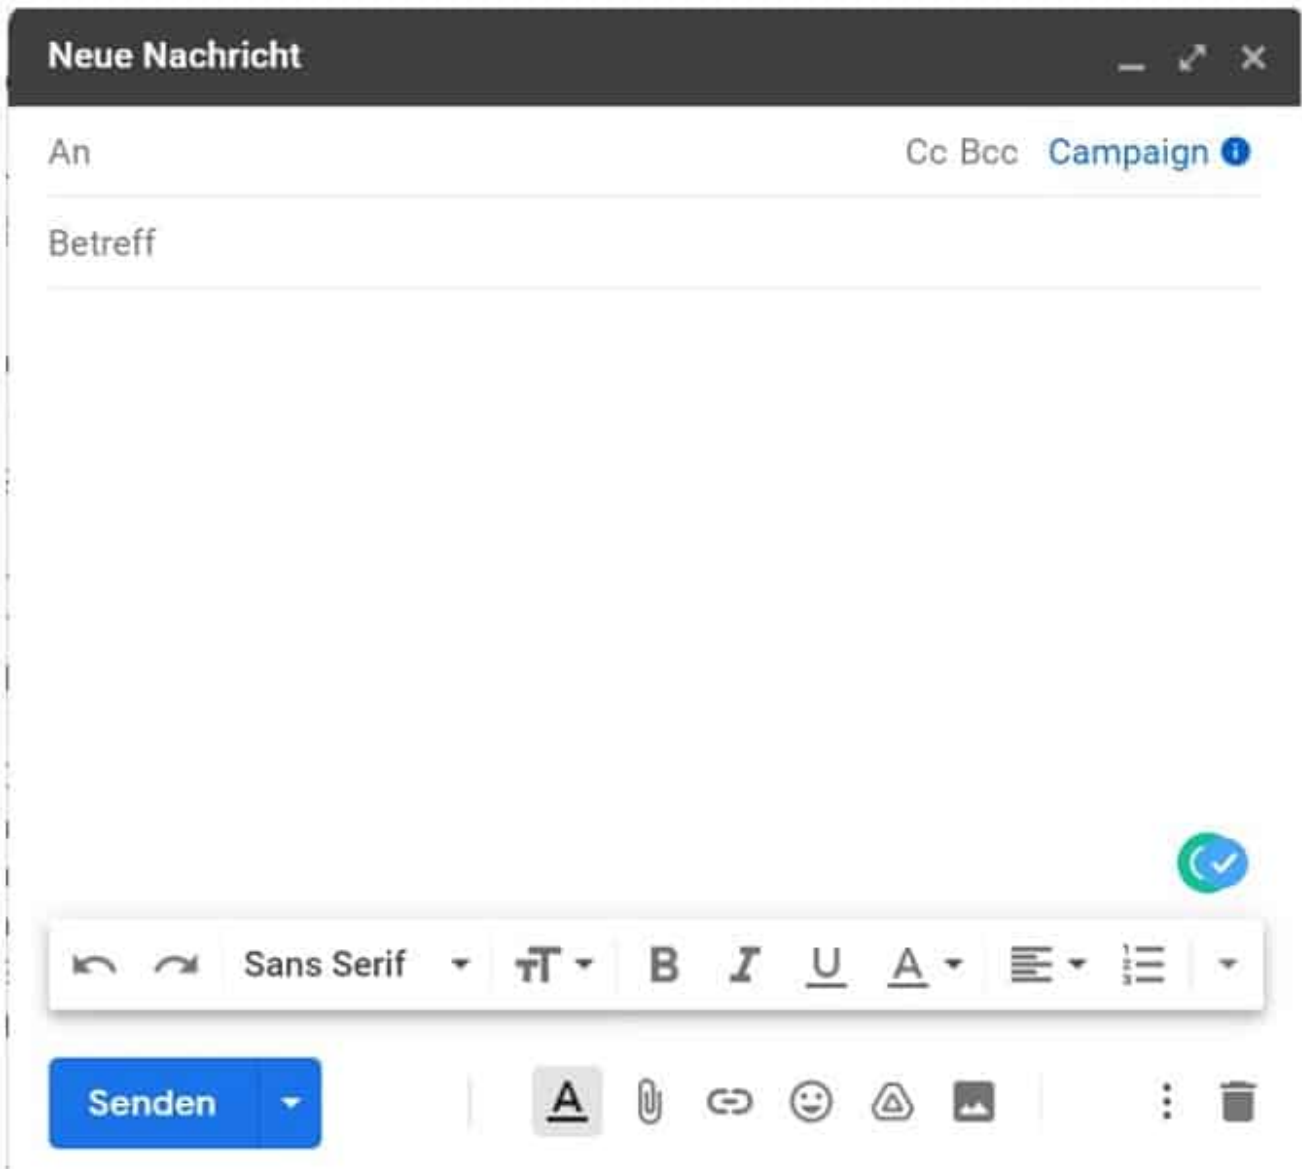 Neue Nachricht
An Cc Bcc Campaign
Betreff
Sans Serif
Senden